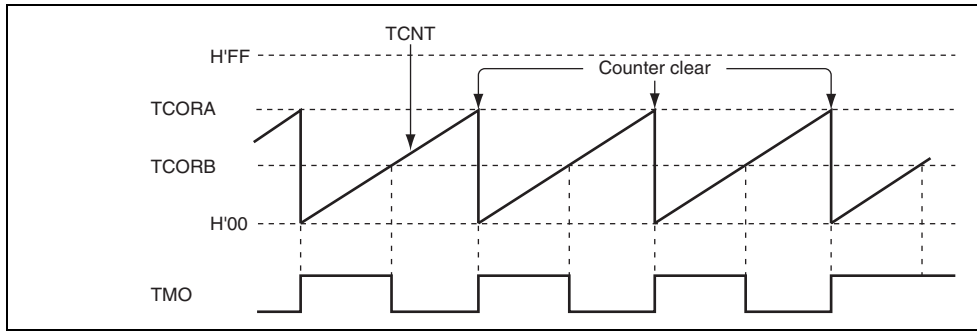 TCNT
H'FF
Counter clear
TCORA
TCORB
H'00
TMO